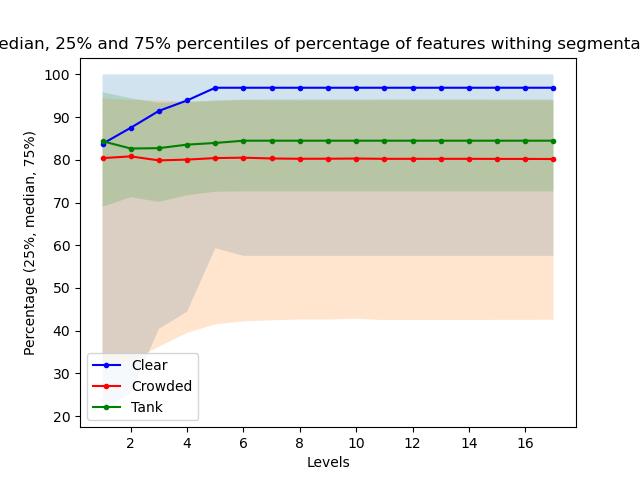 edian, 25% and 75% percentiles of percentage of features withing segmenta
100
90
80
70
60
50
40
30
20
Percentage (25%, median, 75%)
Clear
Crowded
Tank
2 4 6 8 10 12 14 16
Levels